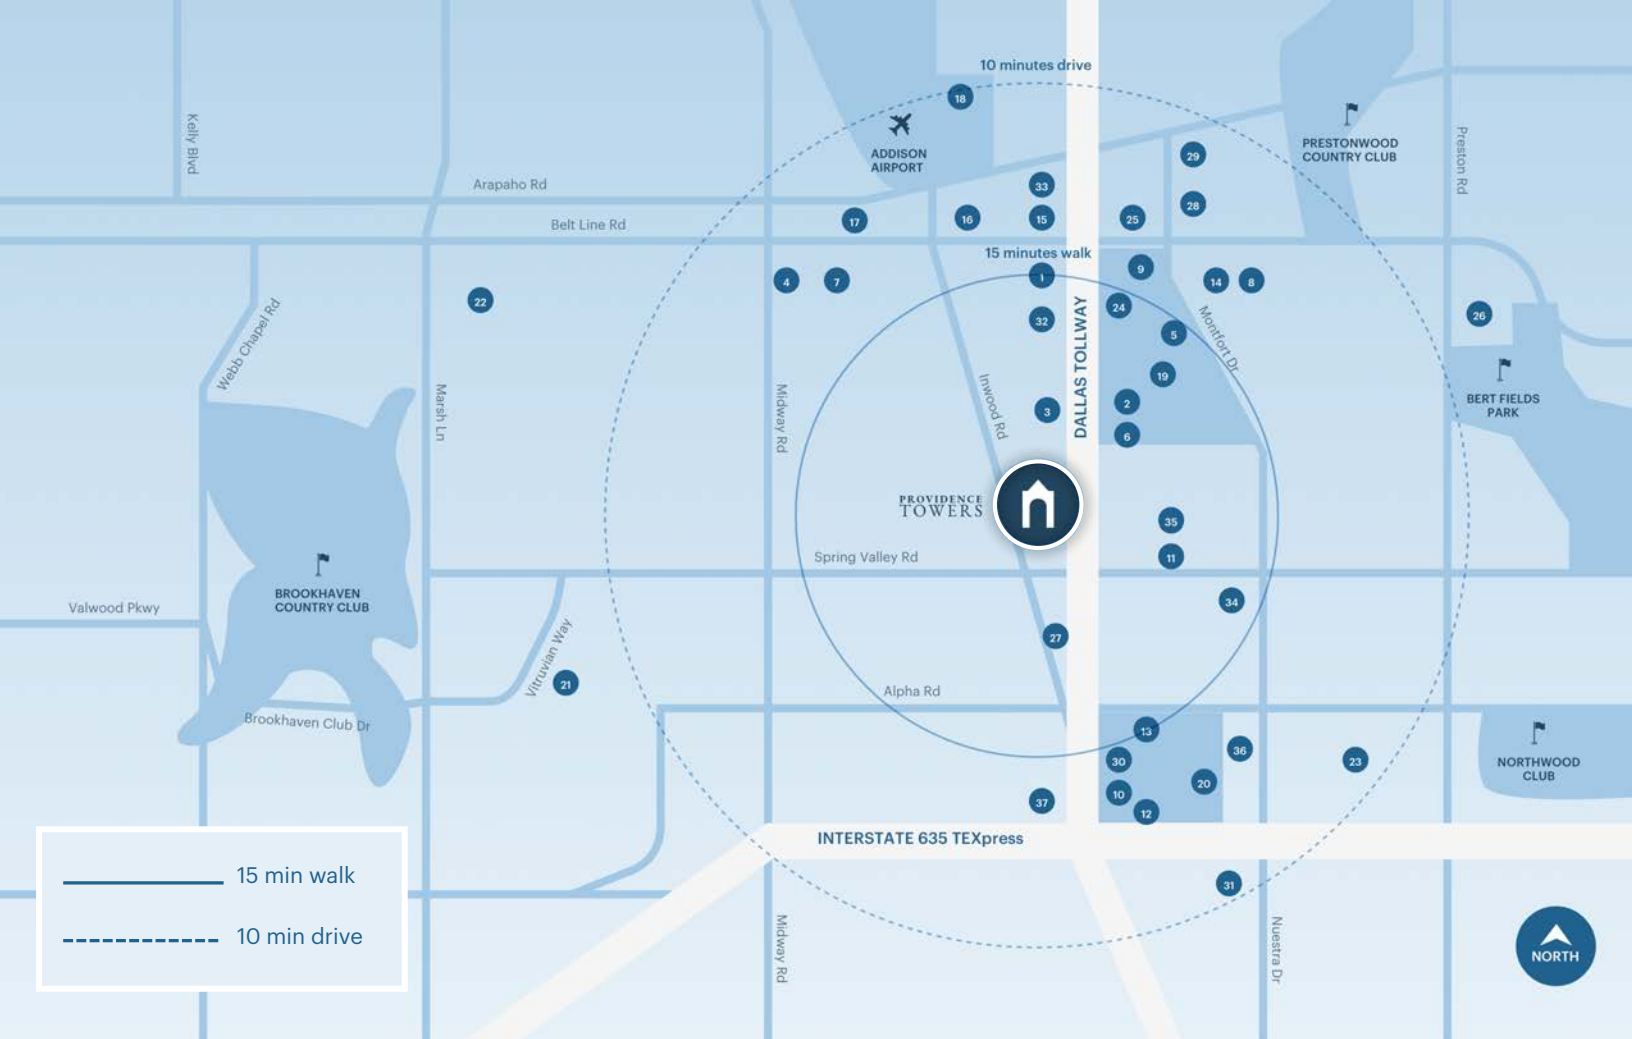 10 minutes drive
18
Kelly Blvd
ADDISON
AIRPORT
PRESTONWOOD
COUNTRY CLUB
Preston Rd
29
Arapaho Rd
33
28
Belt Line Rd
17
16
15
25
15 minutes walk
1
9
4
7
14
8
22
24
26
32
5
Montfort Dr
Webb Chapel Rd
DALLAS TOLLWAY
19
Marsh Ln
Midway Rd
Inwood Rd
3
2
6
BERT FIELDS
PARK
PROVIDENCE
TOWERS
35
11
Spring Valley Rd
BROOKHAVEN
COUNTRY CLUB
Valwood Pkwy
34
27
Vitruvian Way
21
Alpha Rd
Brookhaven Club Dr
13
36
30
23
20
10
12
37
NORTHWOOD
CLUB
INTERSTATE 635 TEXpress
31
15 min walk
10 min drive
Midway Rd
Nuestra Dr
NORTH